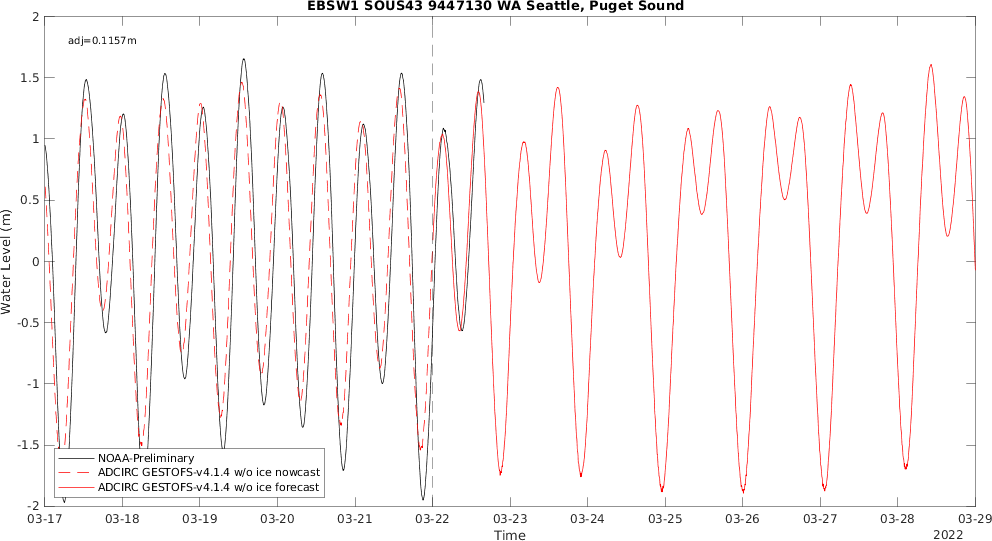 EBSW1 SOUS43 9447130 WA Seattle, Puget Sound
adj=0.1157m
Water Level (m)
2
1.5
1
0.5
0
-0.5
-1
-1.5
-2
NOAA-Preliminary
ADCIRC GESTOFS-v4.1.4 w/o ice nowcast
ADCIRC GESTOFS-v4.1.4 w/o ice forecast
03-17 03-18 03-19 03-20 03-21 03-22 03-23 03-24 03-25 03-26 03-27 03-28 03-29
Time
2022